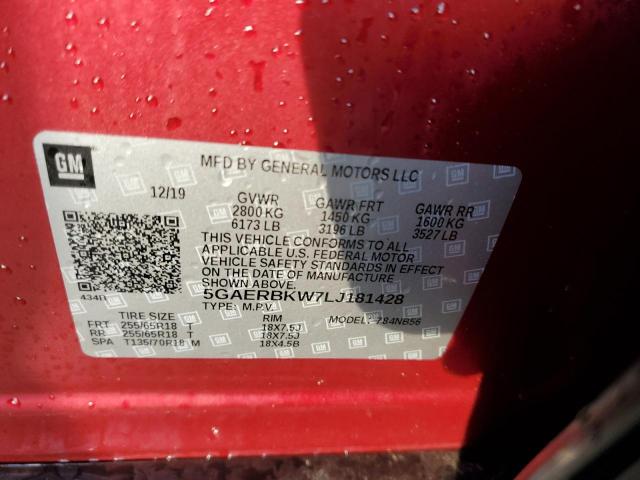 GM
MFD BY GENERAL MOTORS LLC
12/19
GVWR GAWR FRT GAWR RR
2800 KG 1450 KG 1600 KG
6173 LB 3196 LB 3527 LB
THIS VEHICLE CONFORMS TO ALL
APPLICABLE U.S. FEDERAL MOTOR
VEHICLE SAFETY STANDARDS IN EFFECT
ON THE DATE OF MANUFACTURE
SHOWN ABOVE.
434D
5GAERBKW7LJ181428
TYPE: M.P.V. MODEL: Z84NB56
TIRE SIZE RIM
FRT 255/65R18 T 18X7.5J
RR 255/65R18 T 18X7.5J
SPA T135/70R18 M 18X4.5B